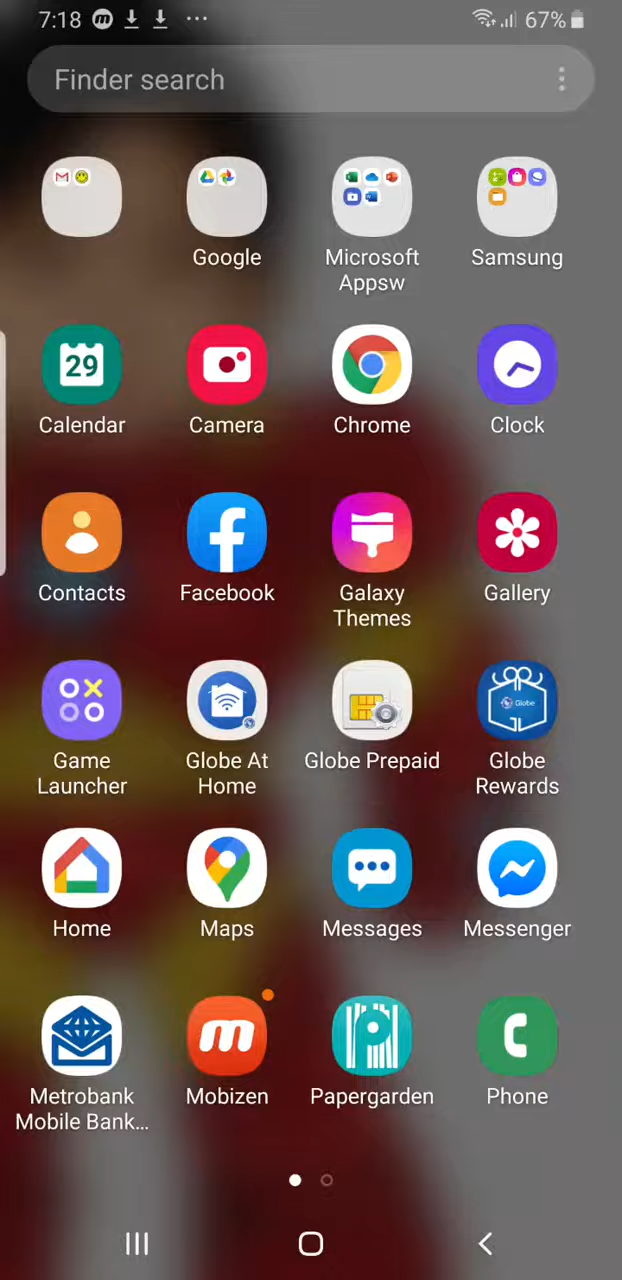 7:18 67%
Finder search
Google
Microsoft
Appsw
Samsung
29
Calendar
Camera
Chrome
Clock
Contacts
Facebook
Galaxy
Themes
Gallery
Game
Launcher
Globe At
Home
Globe Prepaid
Globe
Globe
Rewards
Home
Maps
Messages
Messenger
Metrobank
Mobile Bank...
Mobizen
Papergarden
Phone